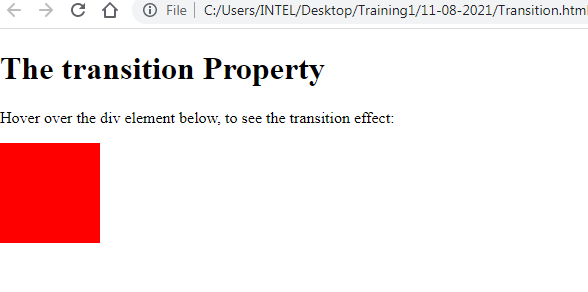 File | C:/Users/INTEL/Desktop/Training1/11-08-2021/Transition.html
The transition Property
Hover over the div element below, to see the transition effect: